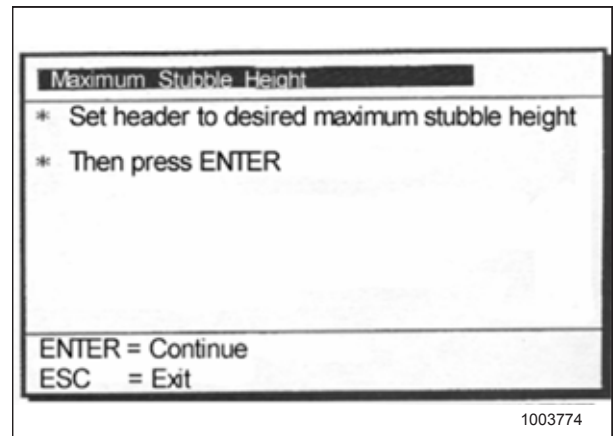 Maximum Stubble Height
* Set header to desired maximum stubble height
* Then press ENTER
ENTER = Continue
ESC = Exit
1003774